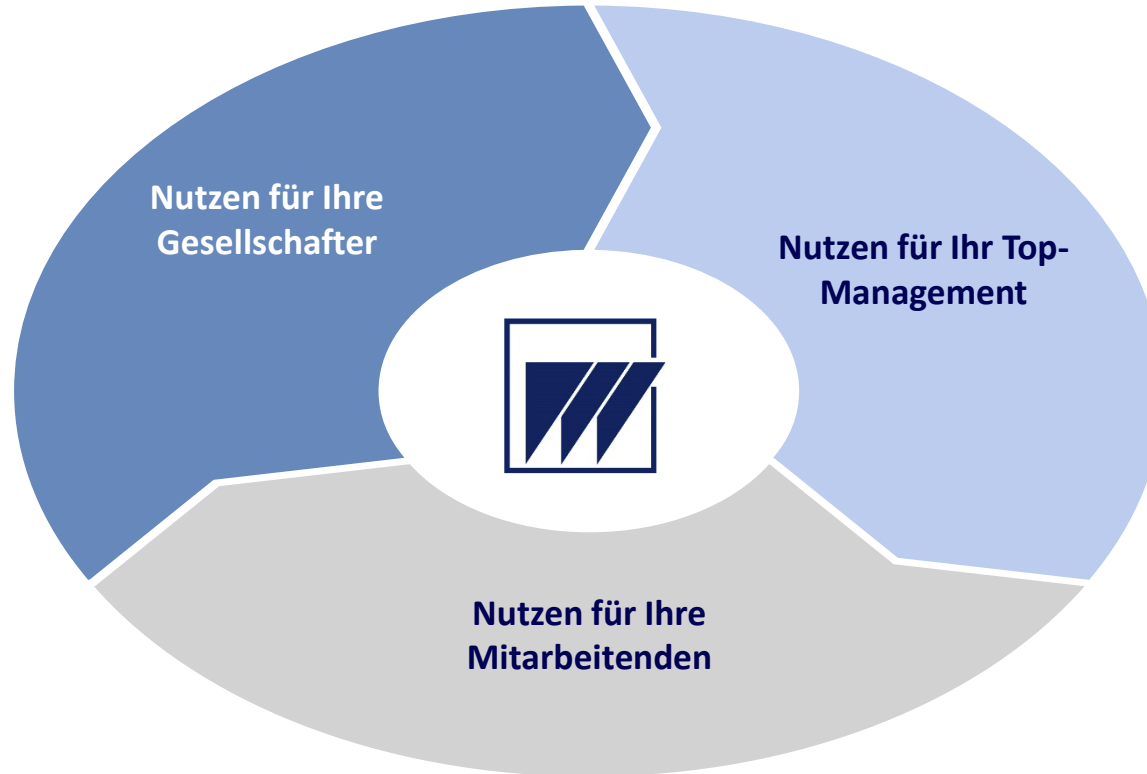 Nutzen für Ihre
Gesellschafter
Nutzen für Ihr Top-
Management
Nutzen für Ihre
Mitarbeitenden